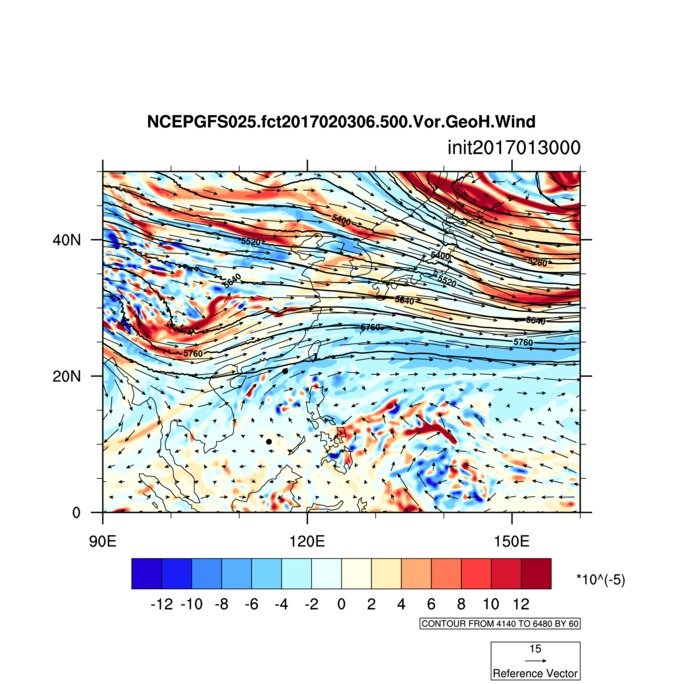 NCEPGFS025.fct2017020306.500.Vor.GeoH.Wind
init2017013000
5400
40N
5520
5400
5280
5520
5640
5640
5640
5760
5760
5760
20N
0
90E 120E 150E
-12 -10 -8 -6 -4 -2 0 2 4 6 8 10 12
*10^(-5)
CONTOUR FROM 4140 TO 6480 BY 60
15
Reference Vector